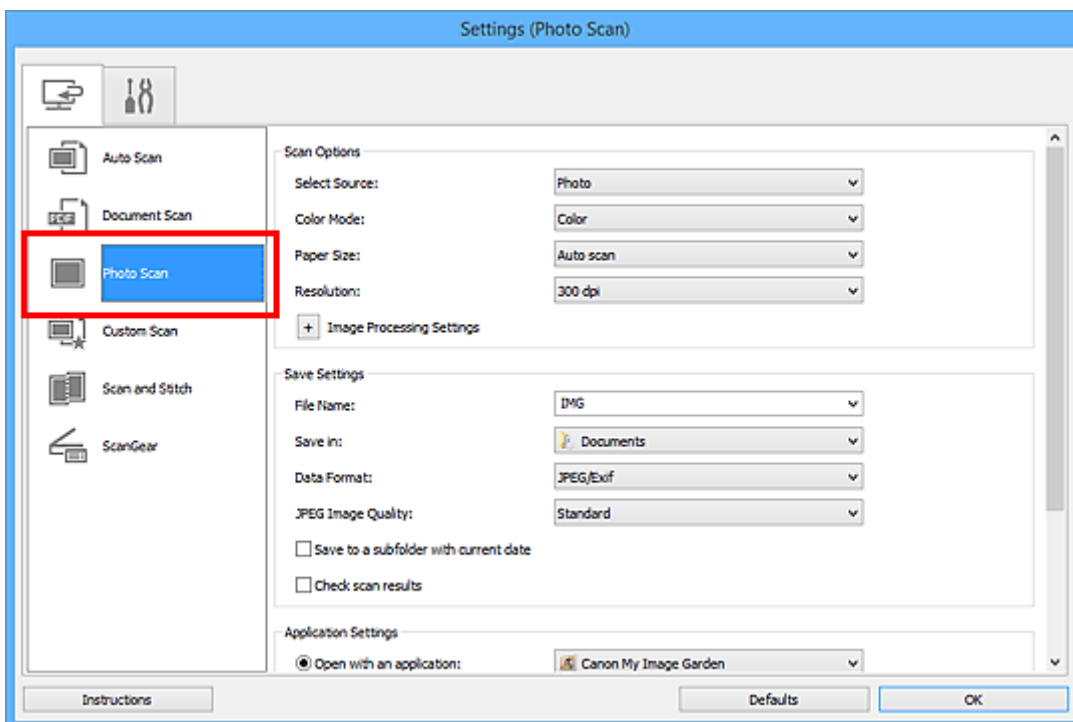 Settings (Photo Scan)
Auto Scan
PDF
Document Scan
Photo Scan
Custom Scan
Scan and Stitch
ScanGear
Scan Options
Select Source: Photo
Color Mode: Color
Paper Size: Auto scan
Resolution: 300 dpi
+ Image Processing Settings
Save Settings
File Name: IMG
Save in: Documents
Data Format: JPEG/Exif
JPEG Image Quality: Standard
Save to a subfolder with current date
Check scan results
Application Settings
Open with an application: Canon My Image Garden
Instructions Defaults OK